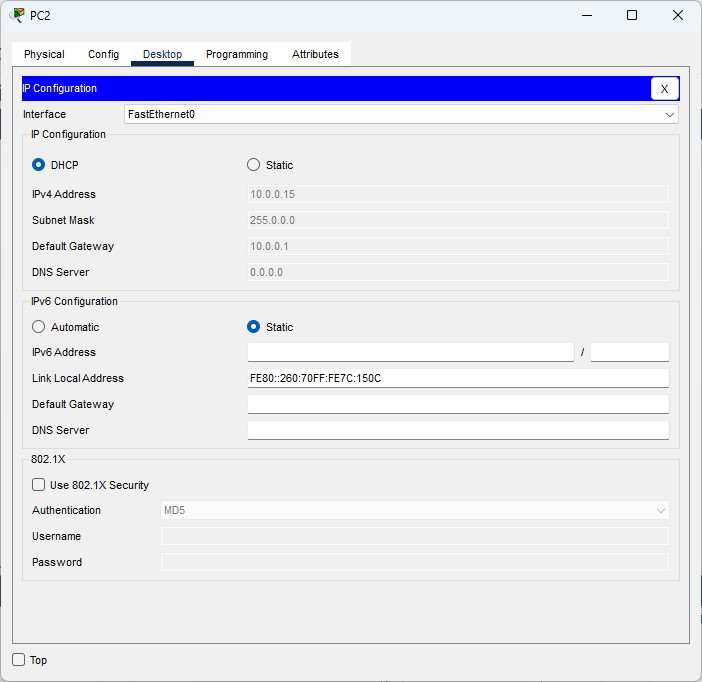 PC2
Physical Config Desktop Programming Attributes
IP Configuration X
Interface FastEthernet0
IP Configuration
DHCP Static
IPv4 Address 10.0.0.15
Subnet Mask 255.0.0.0
Default Gateway 10.0.0.1
DNS Server 0.0.0.0
IPv6 Configuration
Automatic Static
IPv6 Address /
Link Local Address FE80::260:70FF:FE7C:150C
Default Gateway
DNS Server
802.1X
Use 802.1X Security
Authentication MD5
Username
Password
Top